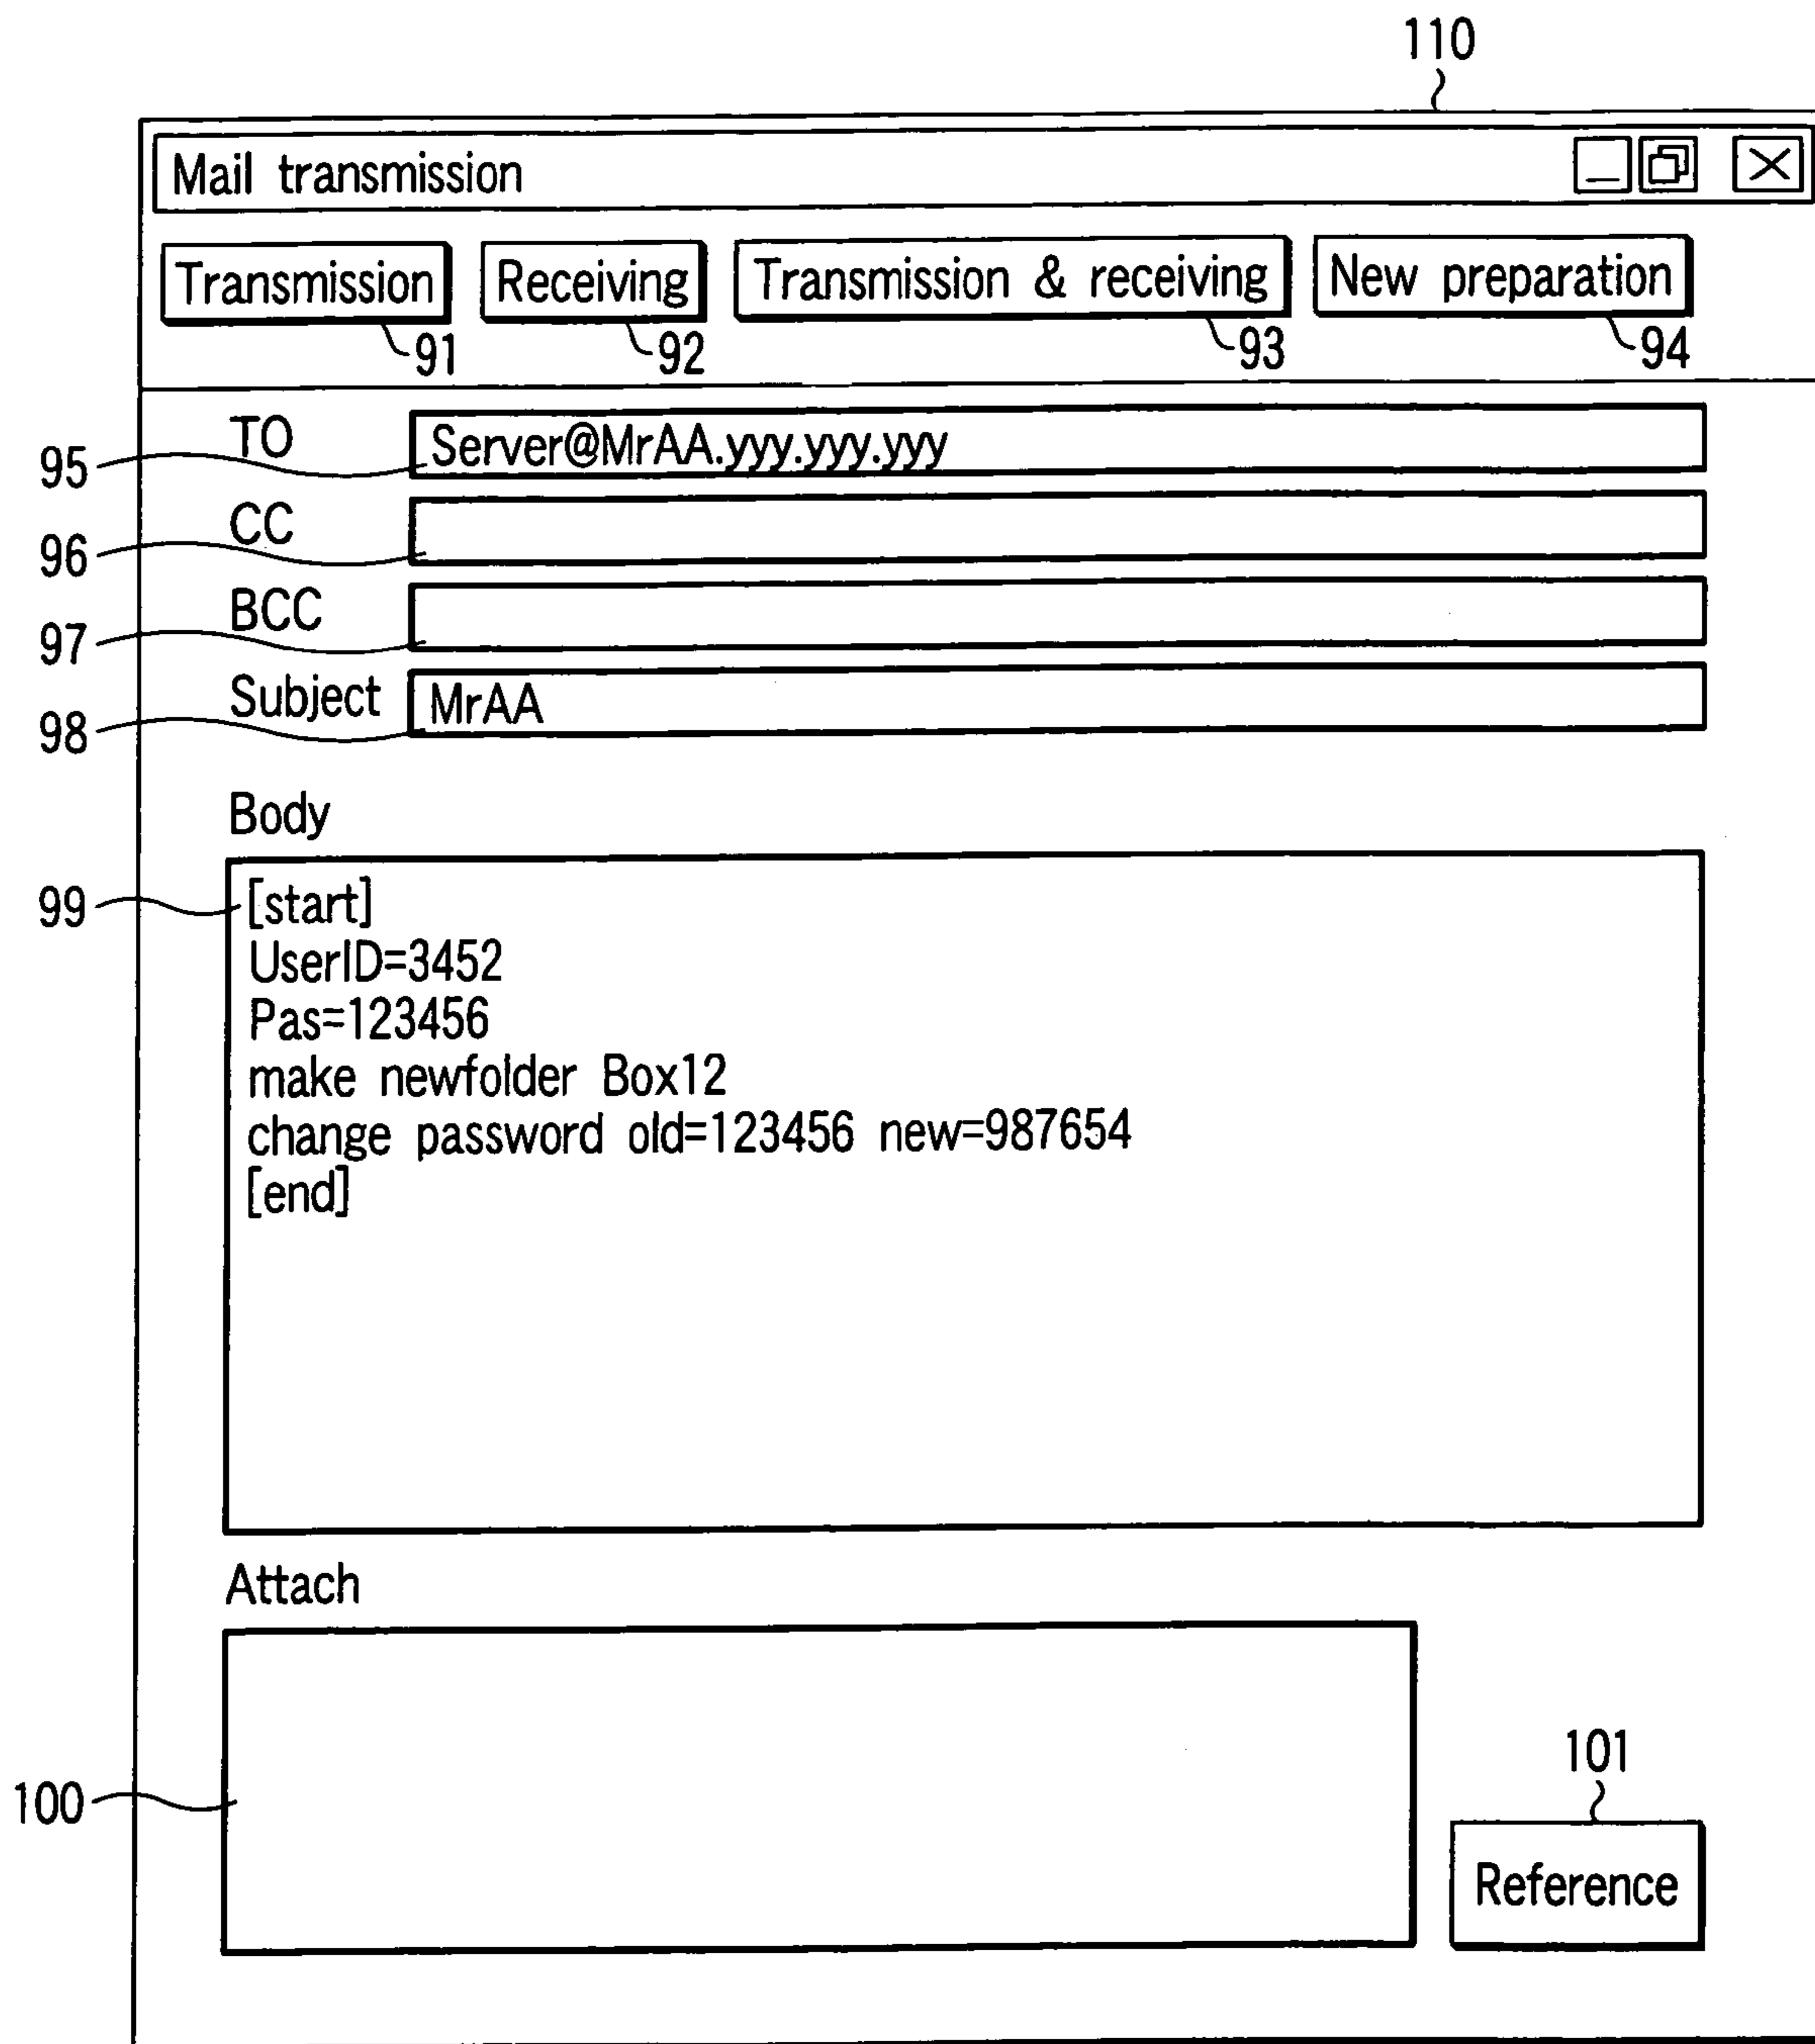 110
Mail transmission
Transmission Receiving Transmission & receiving New preparation
91 92 93 94
TO Server@MrAA.yyy.yyy.yyy
95
CC
96
BCC
97
Subject MrAA
98
Body
99 [start]
UserID=3452
Pas=123456
make newfolder Box12
change password old=123456 new=987654
[end]
Attach
101
100
Reference